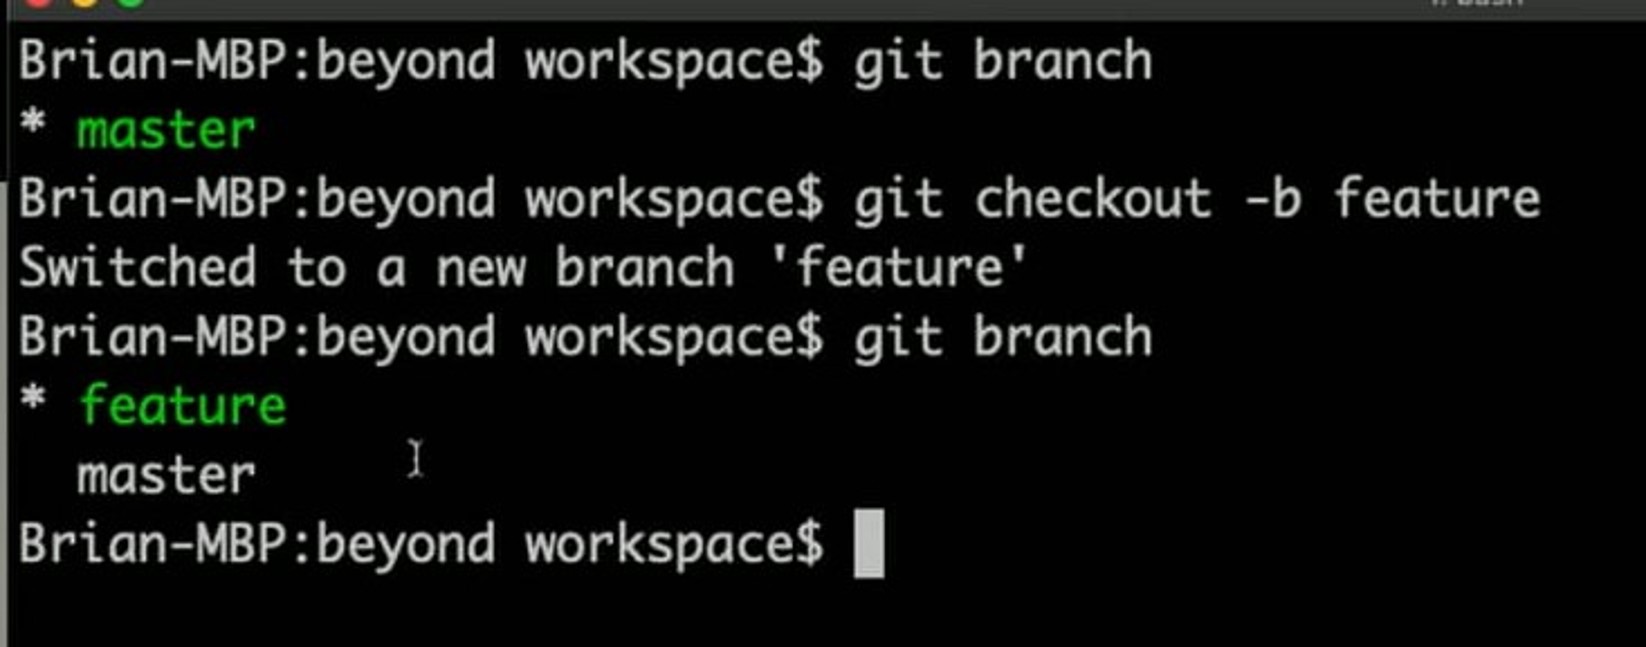 Brian-MBP:beyond workspace$ git branch
* master
Brian-MBP:beyond workspace$ git checkout -b feature
Switched to a new branch 'feature'
Brian-MBP:beyond workspace$ git branch
* feature
  master
Brian-MBP:beyond workspace$